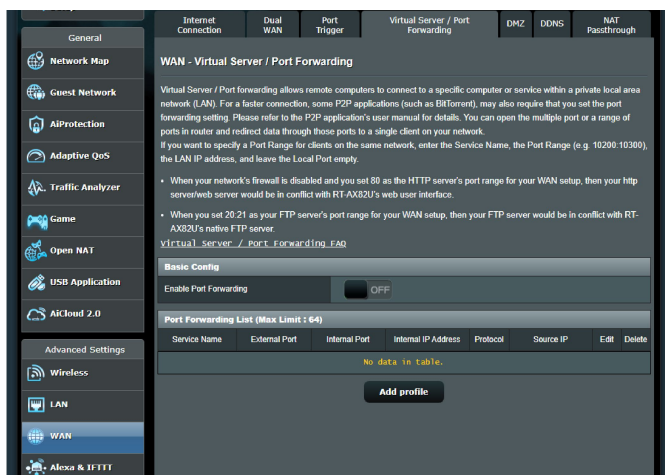 Internet Connection
Dual WAN
Port Trigger
Virtual Server / Port Forwarding
DMZ
DDNS
NAT Passthrough
General
Network Map
Guest Network
AiProtection
Adaptive QoS
Traffic Analyzer
Game
Open NAT
USB Application
AiCloud 2.0
Advanced Settings
Wireless
LAN
WAN
Alexa & IFTTT
WAN - Virtual Server / Port Forwarding
Virtual Server / Port forwarding allows remote computers to connect to a specific computer or service within a private local area
network (LAN). For a faster connection, some P2P applications (such as BitTorrent), may also require that you set the port
forwarding setting. Please refer to the P2P application's user manual for details. You can open the multiple port or a range of
ports in router and redirect data through those ports to a single client on your network.
If you want to specify a Port Range for clients on the same network, enter the Service Name, the Port Range (e.g. 10200:10300),
the LAN IP address, and leave the Local Port empty.
• When your network's firewall is disabled and you set 80 as the HTTP server's port range for your WAN setup, then your http
server/web server would be in conflict with RT-AX82U's web user interface.
• When you set 20:21 as your FTP server's port range for your WAN setup, then your FTP server would be in conflict with RT-
AX82U's native FTP server.
Virtual Server / Port Forwarding FAQ
Basic Config
Enable Port Forwarding OFF
Port Forwarding List (Max Limit : 64)
Service Name External Port Internal Port Internal IP Address Protocol Source IP Edit Delete
No data in table.
Add profile